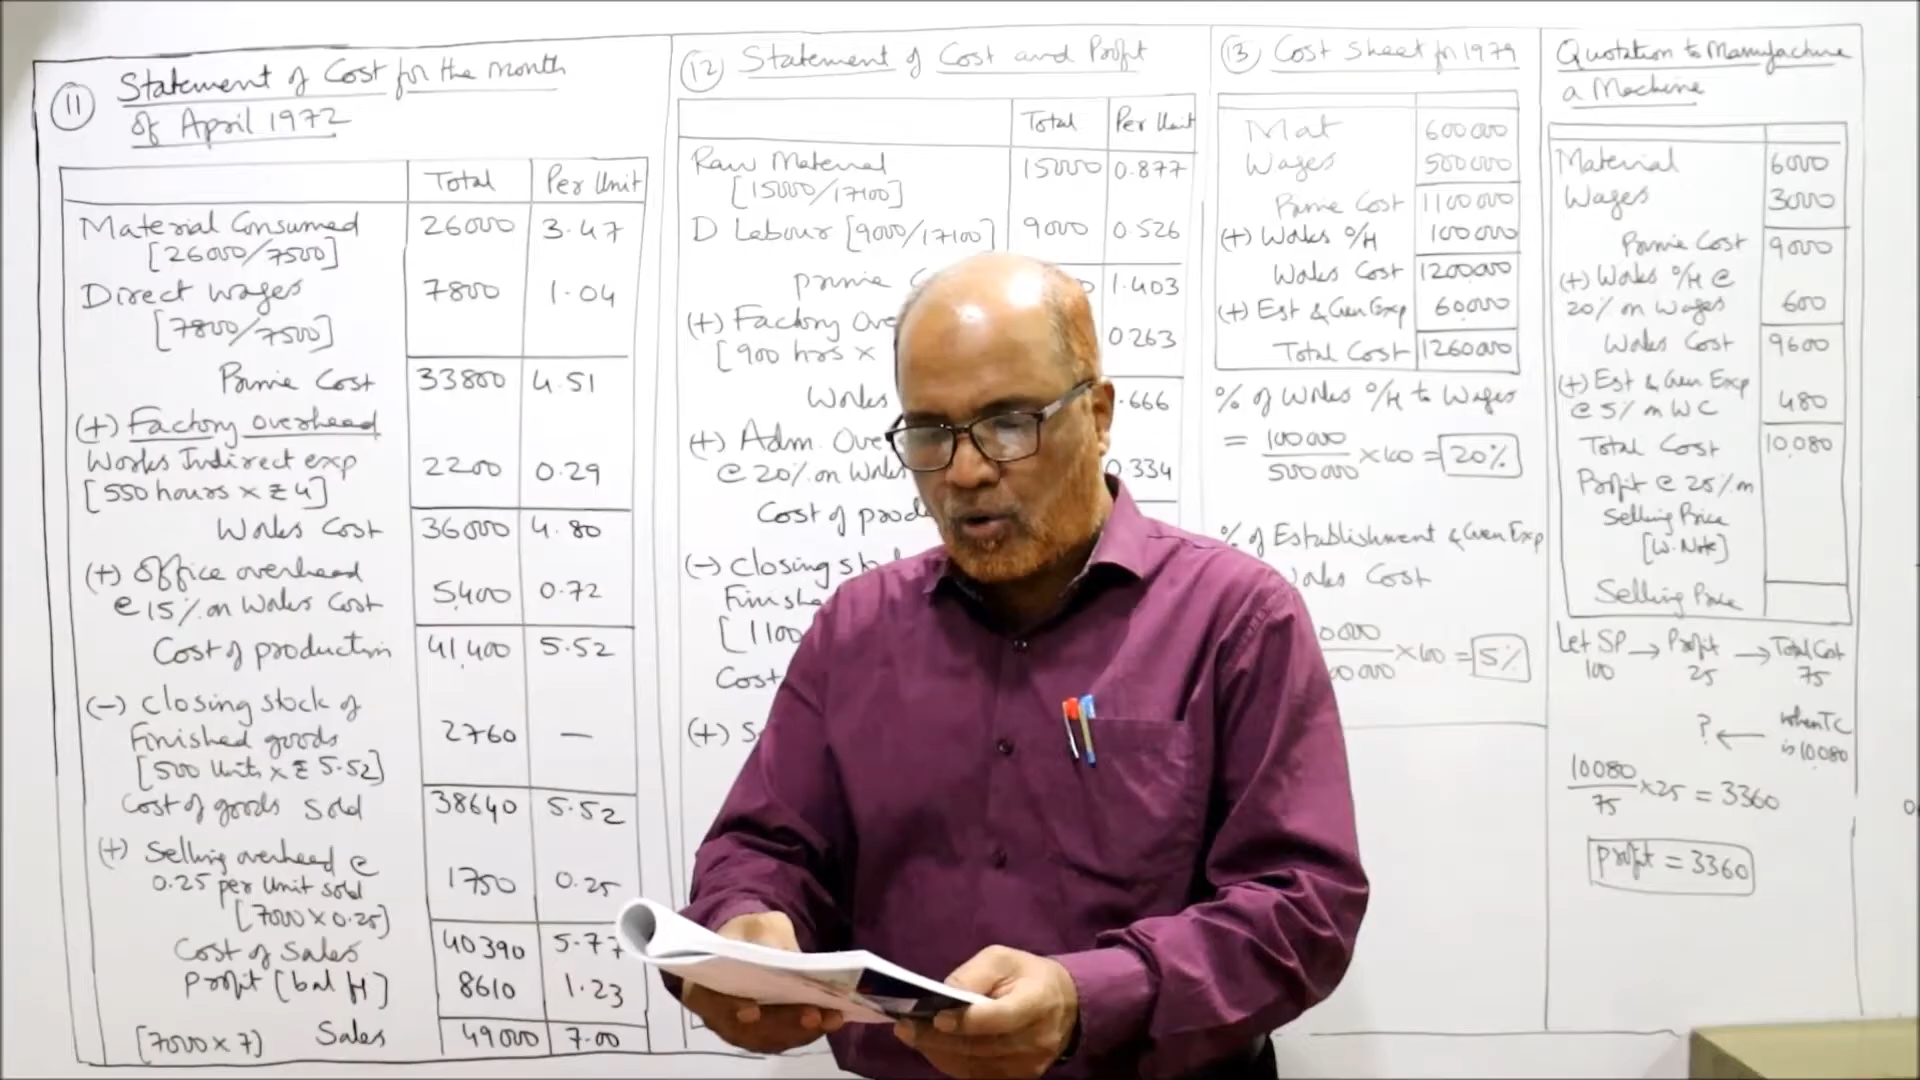 11 Statement of Cost for the month
of April 1972
Total Per Unit
Material Consumed 26000 3.47
[26000/7500]
Direct Wages 7800 1.04
[7800/7500]
Prime Cost 33800 4.51
(+) Factory overhead
Works Indirect exp 2200 0.29
[550 hours x ₹ 4]
Works Cost 36000 4.80
(+) Office overhead
@ 15% on Works Cost 5400 0.72
Cost of production 41,400 5.52
(-) Closing stock of
Finished goods 2760 —
[500 Units x ₹ 5.52]
Cost of goods Sold 38640 5.52
(+) Selling overhead @
0.25 per Unit sold 1750 0.25
[7000 x 0.25]
Cost of Sales 40390 5.77
Profit [bal f] 8610 1.23
[7000 x 7] Sales 49000 7.00
12 Statement of Cost and Profit
Total Per Unit
Raw Material 15000 0.877
[15000/17100]
D Labour [9000/17100] 9000 0.526
prime 1.403
(+) Factory 0.263
[900 hrs x
Works .666
(+) Adm.
@ 20% on Works 0.334
Cost of
(-) Closing
[1100
Cost
(+)
13 Cost Sheet for 1979
Mat 600000
Wages 500000
Prime Cost 1100000
(+) Works O/H 100000
Works Cost 1200000
(+) Est & Gen Exp 60000
Total Cost 1260000
% of Works O/H to Wages
= 100000/500000 x 100 = 20%
% of Establishment & Gen Exp
Cost
x 100 = 5%
Quotation to Manufacture
a Machine
Material 6000
Wages 3000
Prime Cost 9000
(+) Works O/H @
20% on Wages 600
Works Cost 9600
(+) Est & Gen Exp
@ 5% on WC 480
Total Cost 10,080
Profit @ 25% on
Selling Price
[W. Note]
Selling Price
Let SP → Profit → Total Cost
100 25 75
? ← when TC
is 10080
10080/75 x 25 = 3360
profit = 3360